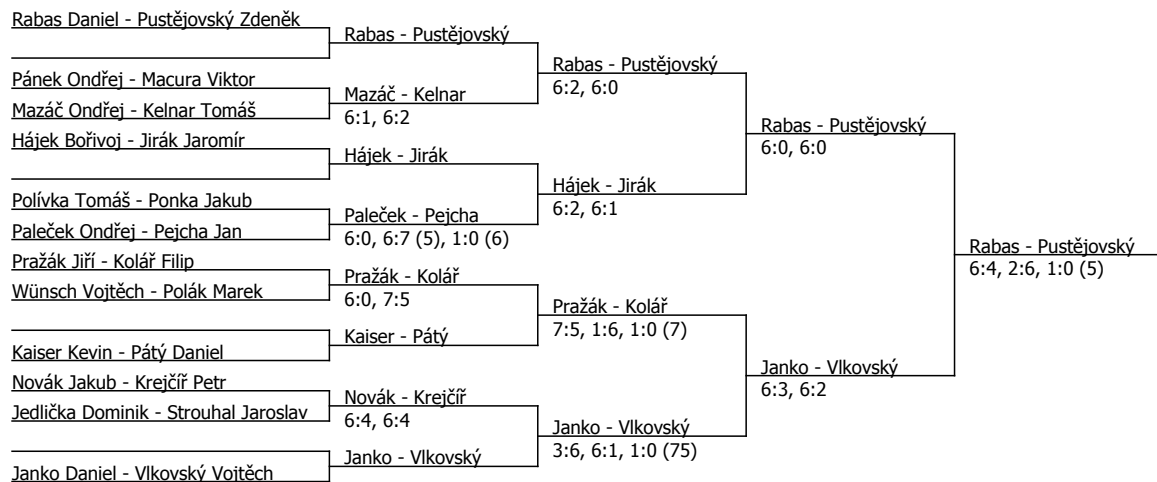 Rabas Daniel - Pustějovský Zdeněk
Pánek Ondřej - Macura Viktor
Mazáč Ondřej - Kelnar Tomáš
Hájek Bořivoj - Jirák Jaromír
Polívka Tomáš - Ponka Jakub
Paleček Ondřej - Pejcha Jan
Pražák Jiří - Kolář Filip
Wünsch Vojtěch - Polák Marek
Kaiser Kevin - Pátý Daniel
Novák Jakub - Krejčíř Petr
Jedlička Dominik - Strouhal Jaroslav
Janko Daniel - Vlkovský Vojtěch
Rabas - Pustějovský
Mazáč - Kelnar
6:1, 6:2
Hájek - Jirák
Paleček - Pejcha
6:0, 6:7 (5), 1:0 (6)
Pražák - Kolář
6:0, 7:5
Kaiser - Pátý
Novák - Krejčíř
6:4, 6:4
Janko - Vlkovský
Rabas - Pustějovský
6:2, 6:0
Hájek - Jirák
6:2, 6:1
Pražák - Kolář
7:5, 1:6, 1:0 (7)
Janko - Vlkovský
3:6, 6:1, 1:0 (75)
Rabas - Pustějovský
6:0, 6:0
Janko - Vlkovský
6:3, 6:2
Rabas - Pustějovský
6:4, 2:6, 1:0 (5)